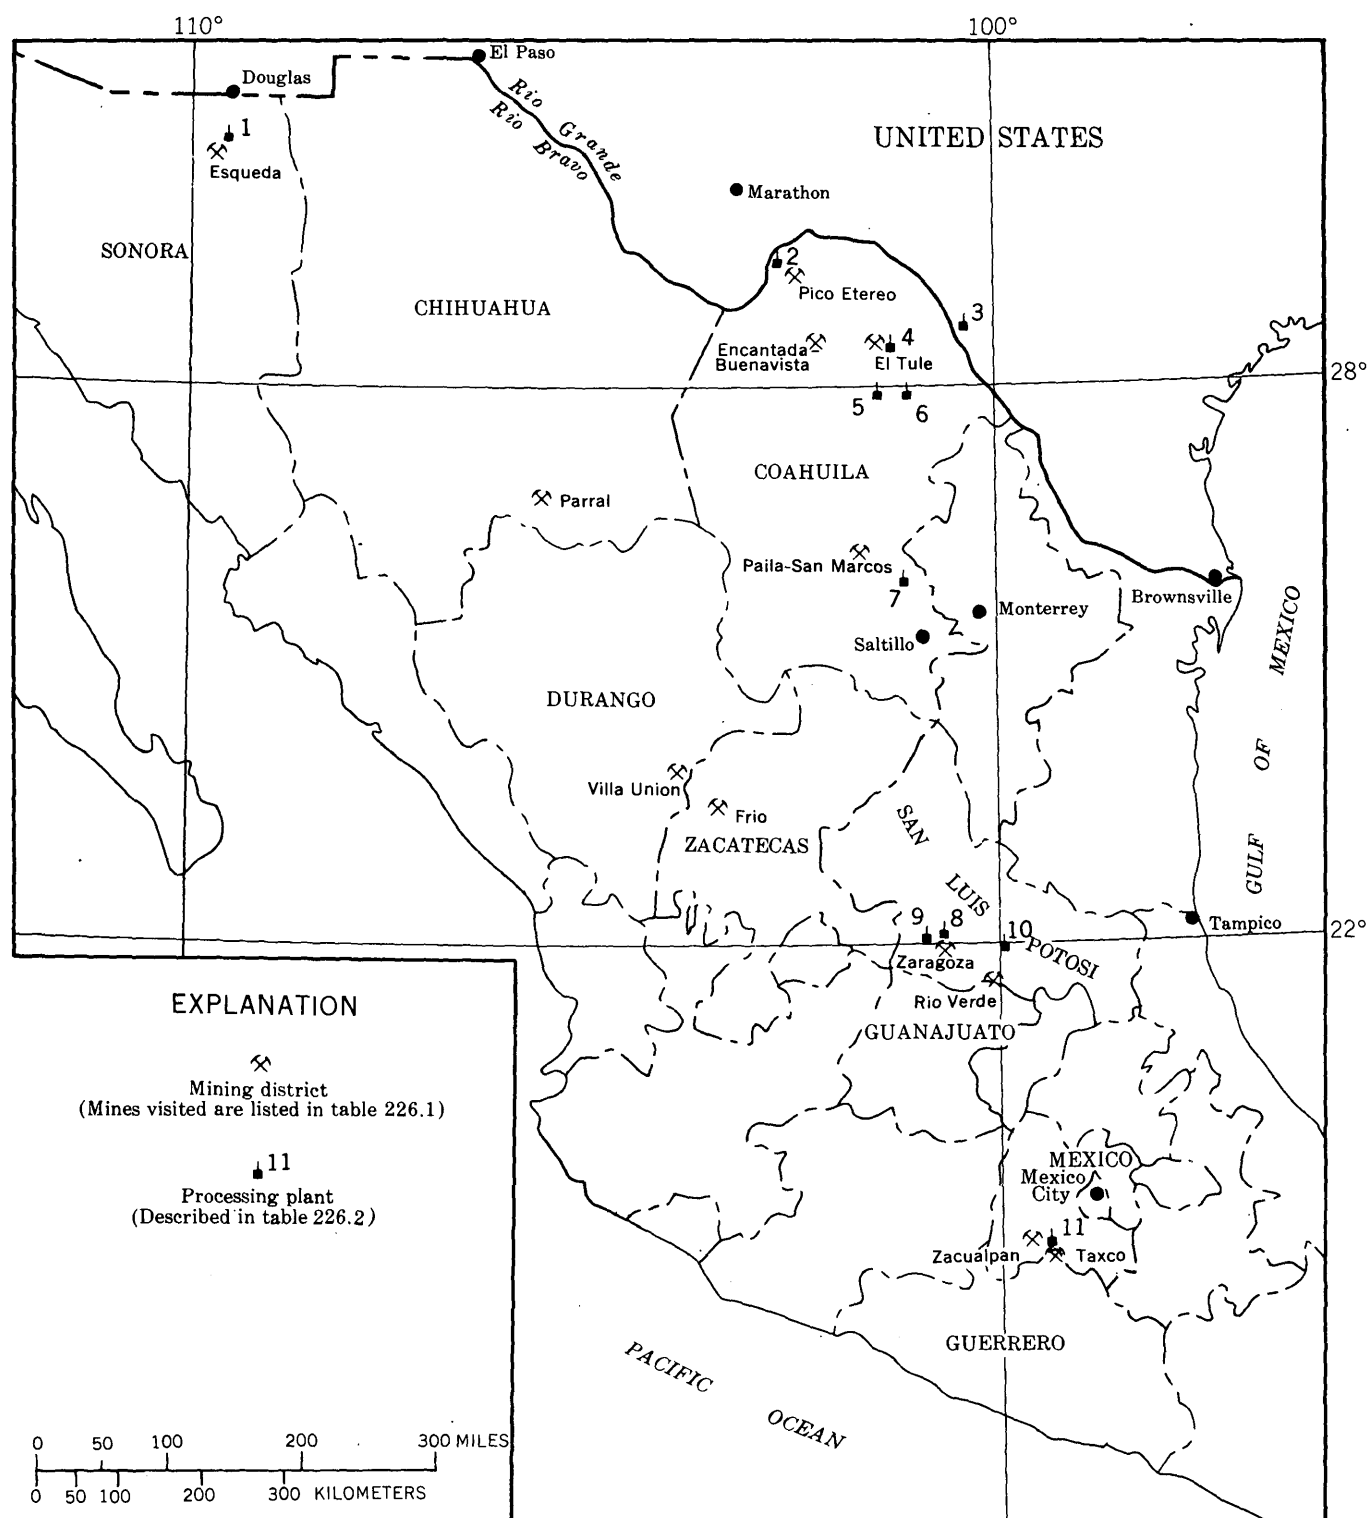 110°
100°
El Paso
Douglas
Rio Grande
Rio Bravo
1
UNITED STATES
Esqueda
Marathon
SONORA
2
Pico Etereo
CHIHUAHUA
3
Encantada-
Buenavista
4
El Tule
28°
5
6
COAHUILA
Parral
Paila-San Marcos
7
Brownsville
Monterrey
Saltillo
GULF OF MEXICO
DURANGO
Villa Union
Frio
ZACATECAS
SAN LUIS POTOSI
9
8
10
Tampico
22°
Zaragoza
Rio Verde
GUANAJUATO
EXPLANATION
Mining district
(Mines visited are listed in table 226.1)
11
Processing plant
(Described in table 226.2)
MEXICO
Mexico
City
11
Zacualpan
Taxco
GUERRERO
PACIFIC OCEAN
0 50 100 200 300 MILES
0 50 100 200 300 KILOMETERS